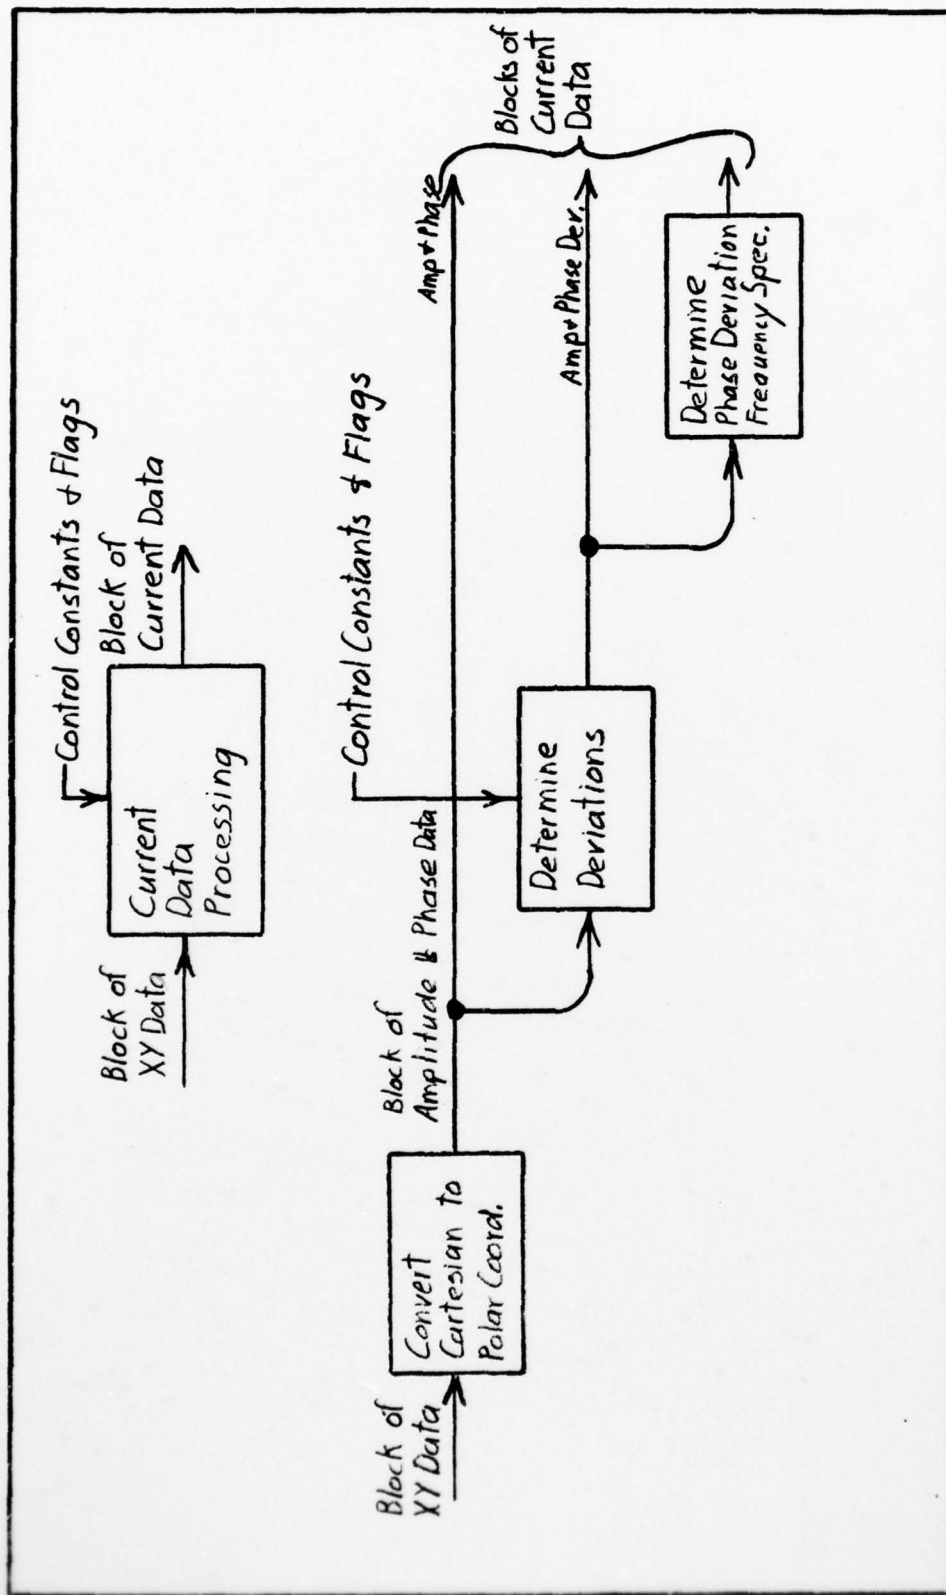 Control Constants & Flags
Block of
XY Data
Current
Data
Processing
Block of
Current Data
Block of
XY Data
Convert
Cartesian to
Polar Coord.
Block of
Amplitude & Phase Data
Control Constants & Flags
Determine
Deviations
Amp & Phase
Amp & Phase Dev.
Determine
Phase Deviation
Frequency Spec.
Blocks of
Current
Data